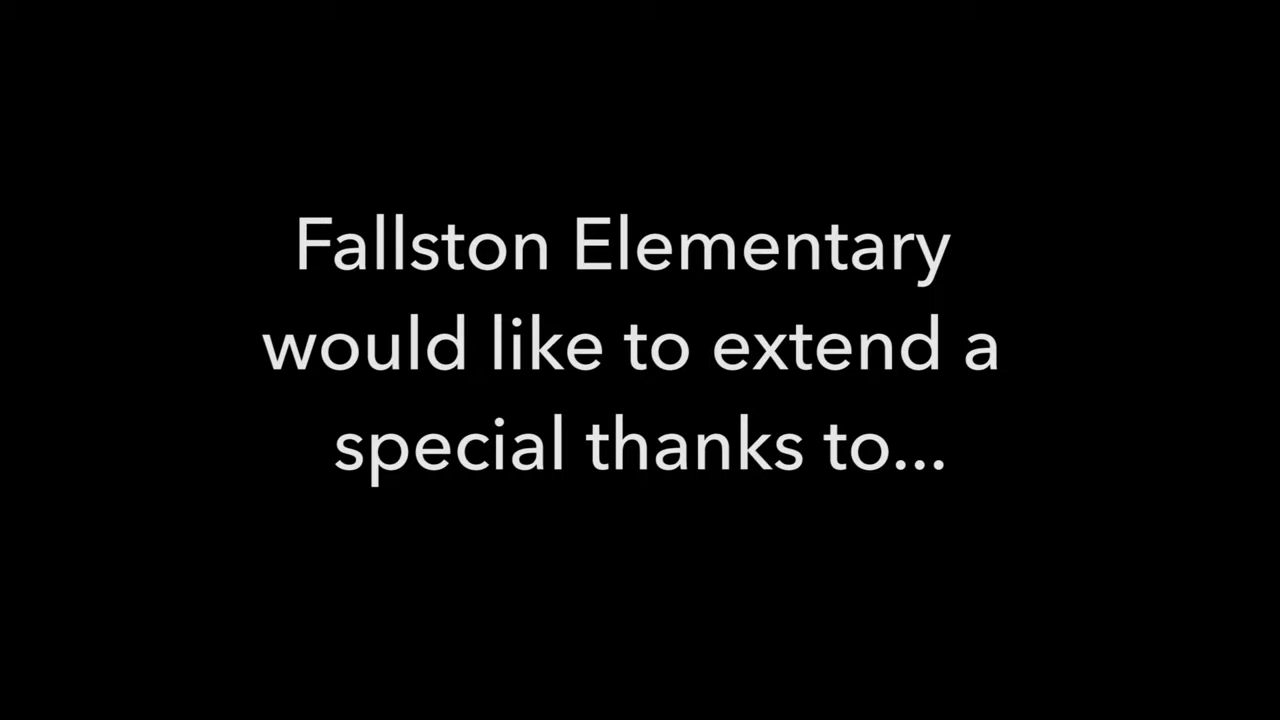 Fallston Elementary
would like to extend a
special thanks to...